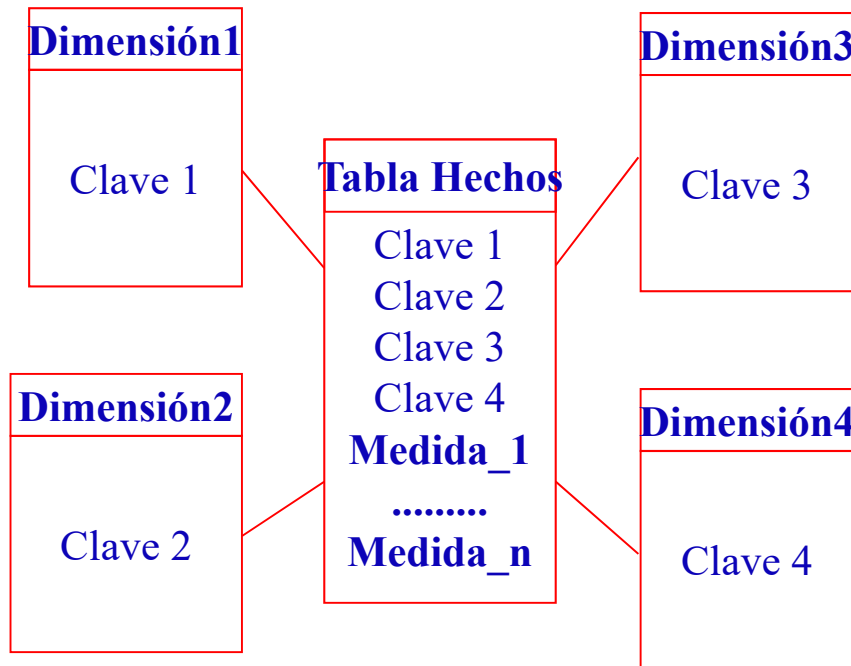 Dimensión1
Clave 1
Dimensión2
Clave 2
Tabla Hechos
Clave 1
Clave 2
Clave 3
Clave 4
Medida_1
.........
Medida_n
Dimensión3
Clave 3
Dimensión4
Clave 4